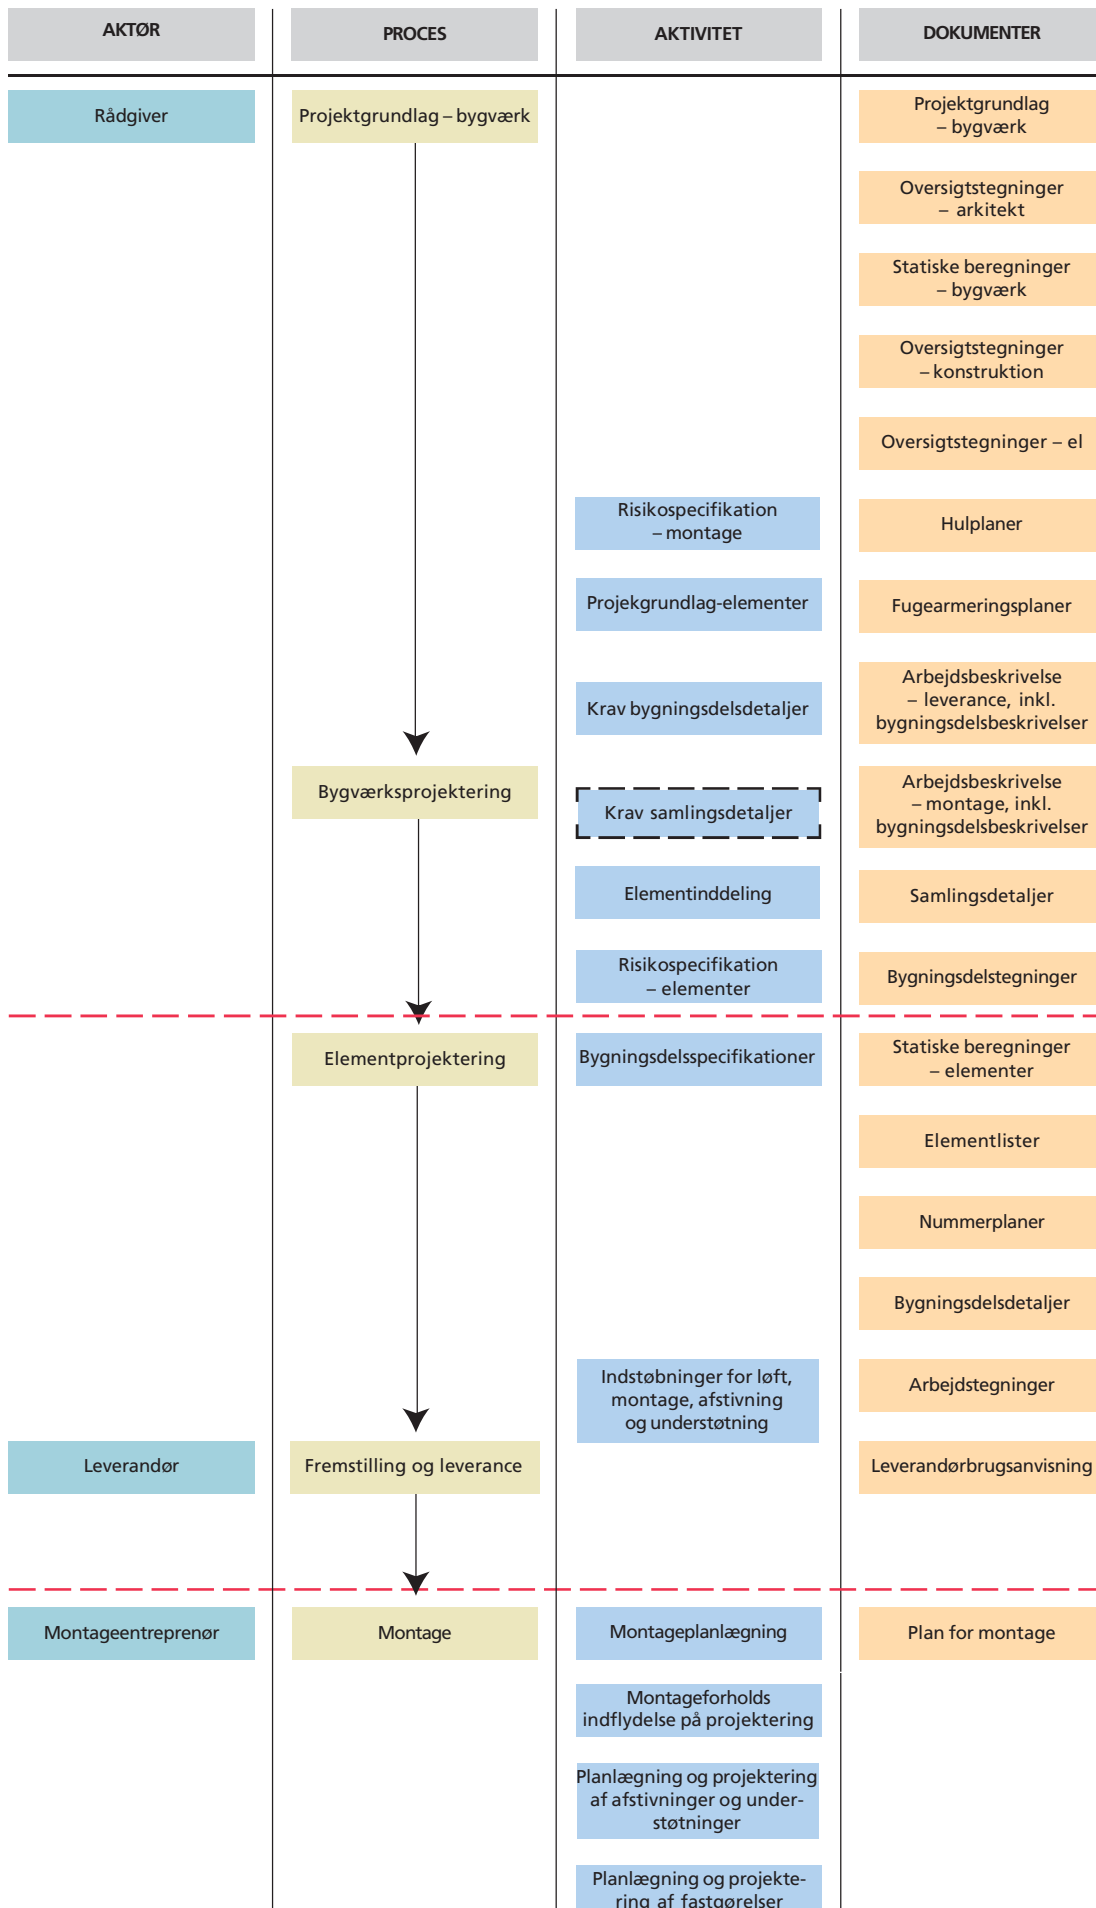 AKTØR
PROCES
AKTIVITET
DOKUMENTER
Rådgiver
Projektgrundlag – bygværk
Projektgrundlag
– bygværk
Oversigtstegninger
– arkitekt
Statiske beregninger
– bygværk
Oversigtstegninger
– konstruktion
Oversigtstegninger – el
Risikospecifikation
– montage
Hulplaner
Projekgrundlag-elementer
Fugearmeringsplaner
Krav bygningsdelsdetaljer
Arbejdsbeskrivelse
– leverance, inkl.
bygningsdelsbeskrivelser
Bygværksprojektering
Krav samlingsdetaljer
Arbejdsbeskrivelse
– montage, inkl.
bygningsdelsbeskrivelser
Elementinddeling
Samlingsdetaljer
Risikospecifikation
– elementer
Bygningsdelstegninger
Elementprojektering
Bygningsdelsspecifikationer
Statiske beregninger
– elementer
Elementlister
Nummerplaner
Bygningsdelsdetaljer
Indstøbninger for løft,
montage, afstivning
og understøtning
Arbejdstegninger
Leverandør
Fremstilling og leverance
Leverandørbrugsanvisning
Montageentreprenør
Montage
Montageplanlægning
Plan for montage
Montageforholds
indflydelse på projektering
Planlægning og projektering
af afstivninger og under-
støtninger
Planlægning og projekte-
ring af fastgørelser